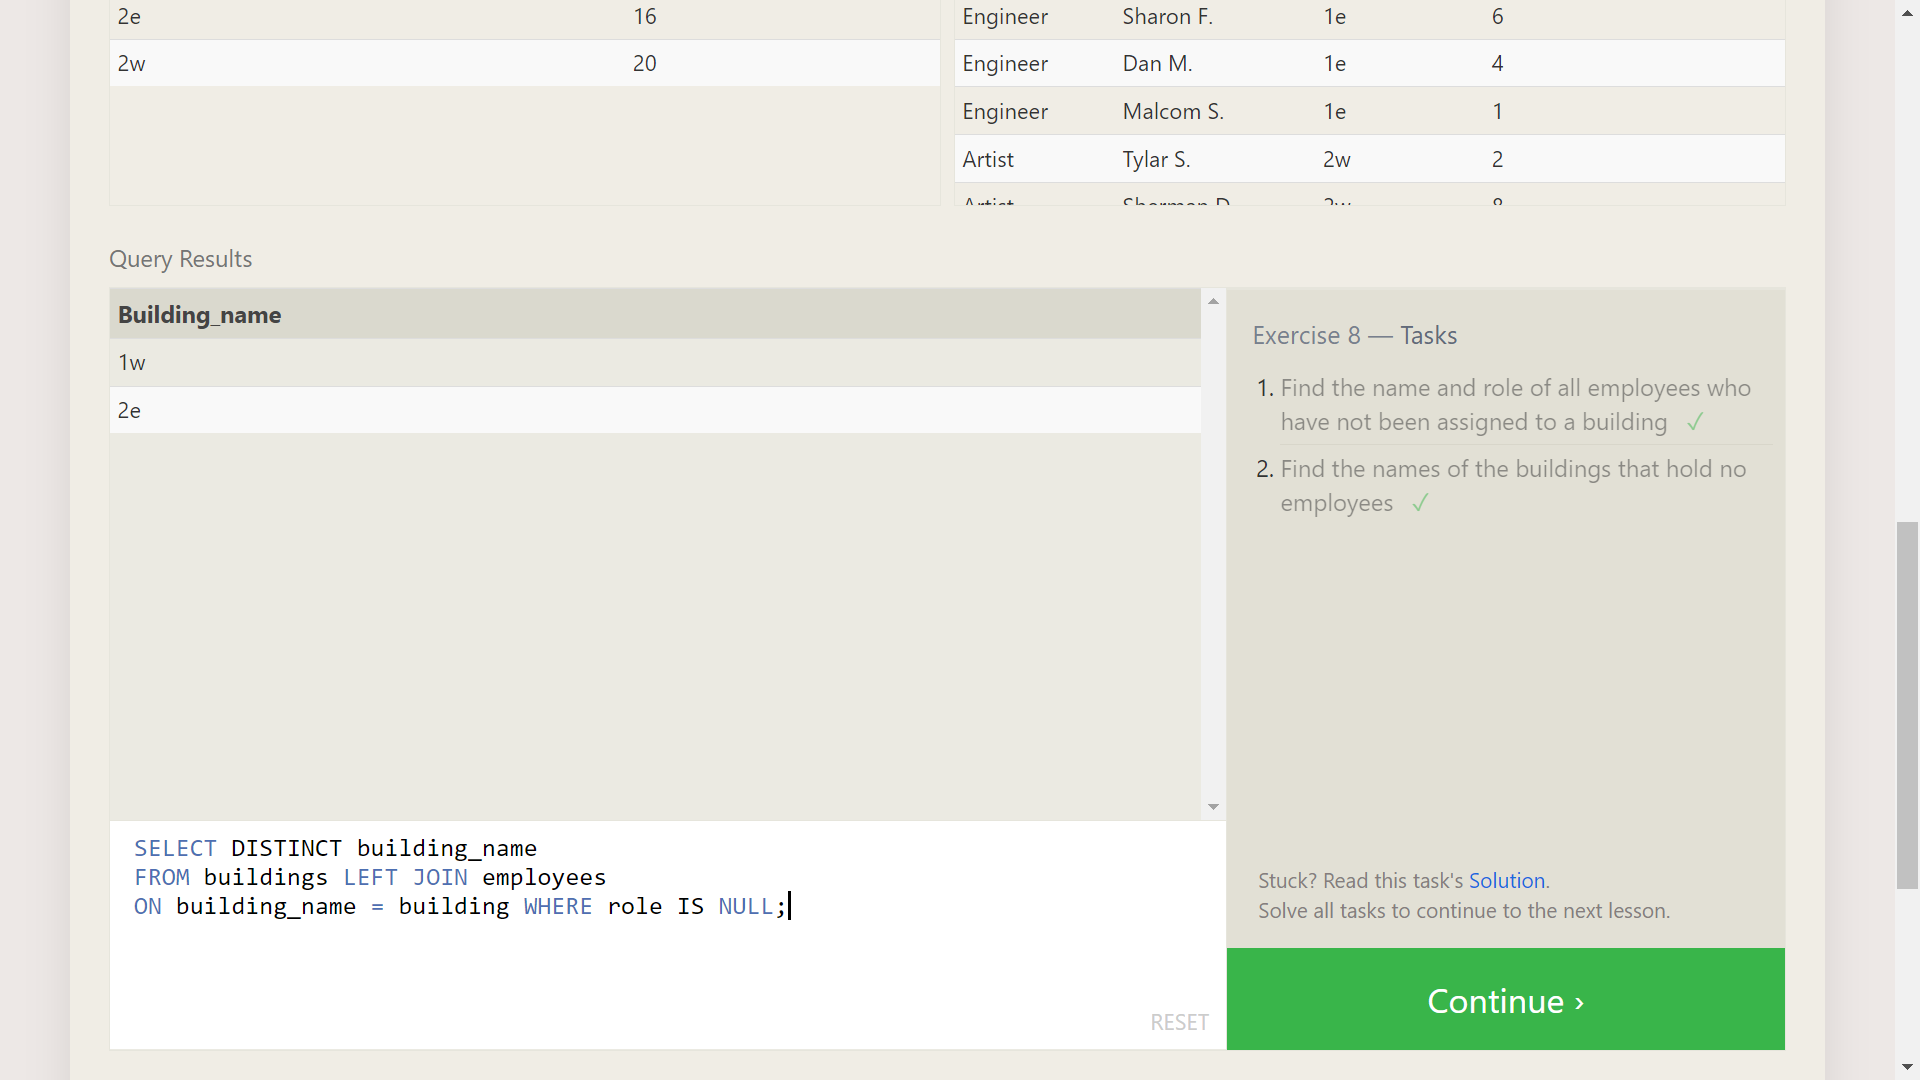 2e 16
2w 20
Engineer Sharon F. 1e 6
Engineer Dan M. 1e 4
Engineer Malcom S. 1e 1
Artist Tylar S. 2w 2
Query Results
Building_name
1w
2e
Exercise 8 — Tasks
1. Find the name and role of all employees who
have not been assigned to a building ✓
2. Find the names of the buildings that hold no
employees ✓
SELECT DISTINCT building_name
FROM buildings LEFT JOIN employees
ON building_name = building WHERE role IS NULL;
RESET
Stuck? Read this task's Solution.
Solve all tasks to continue to the next lesson.
Continue ›